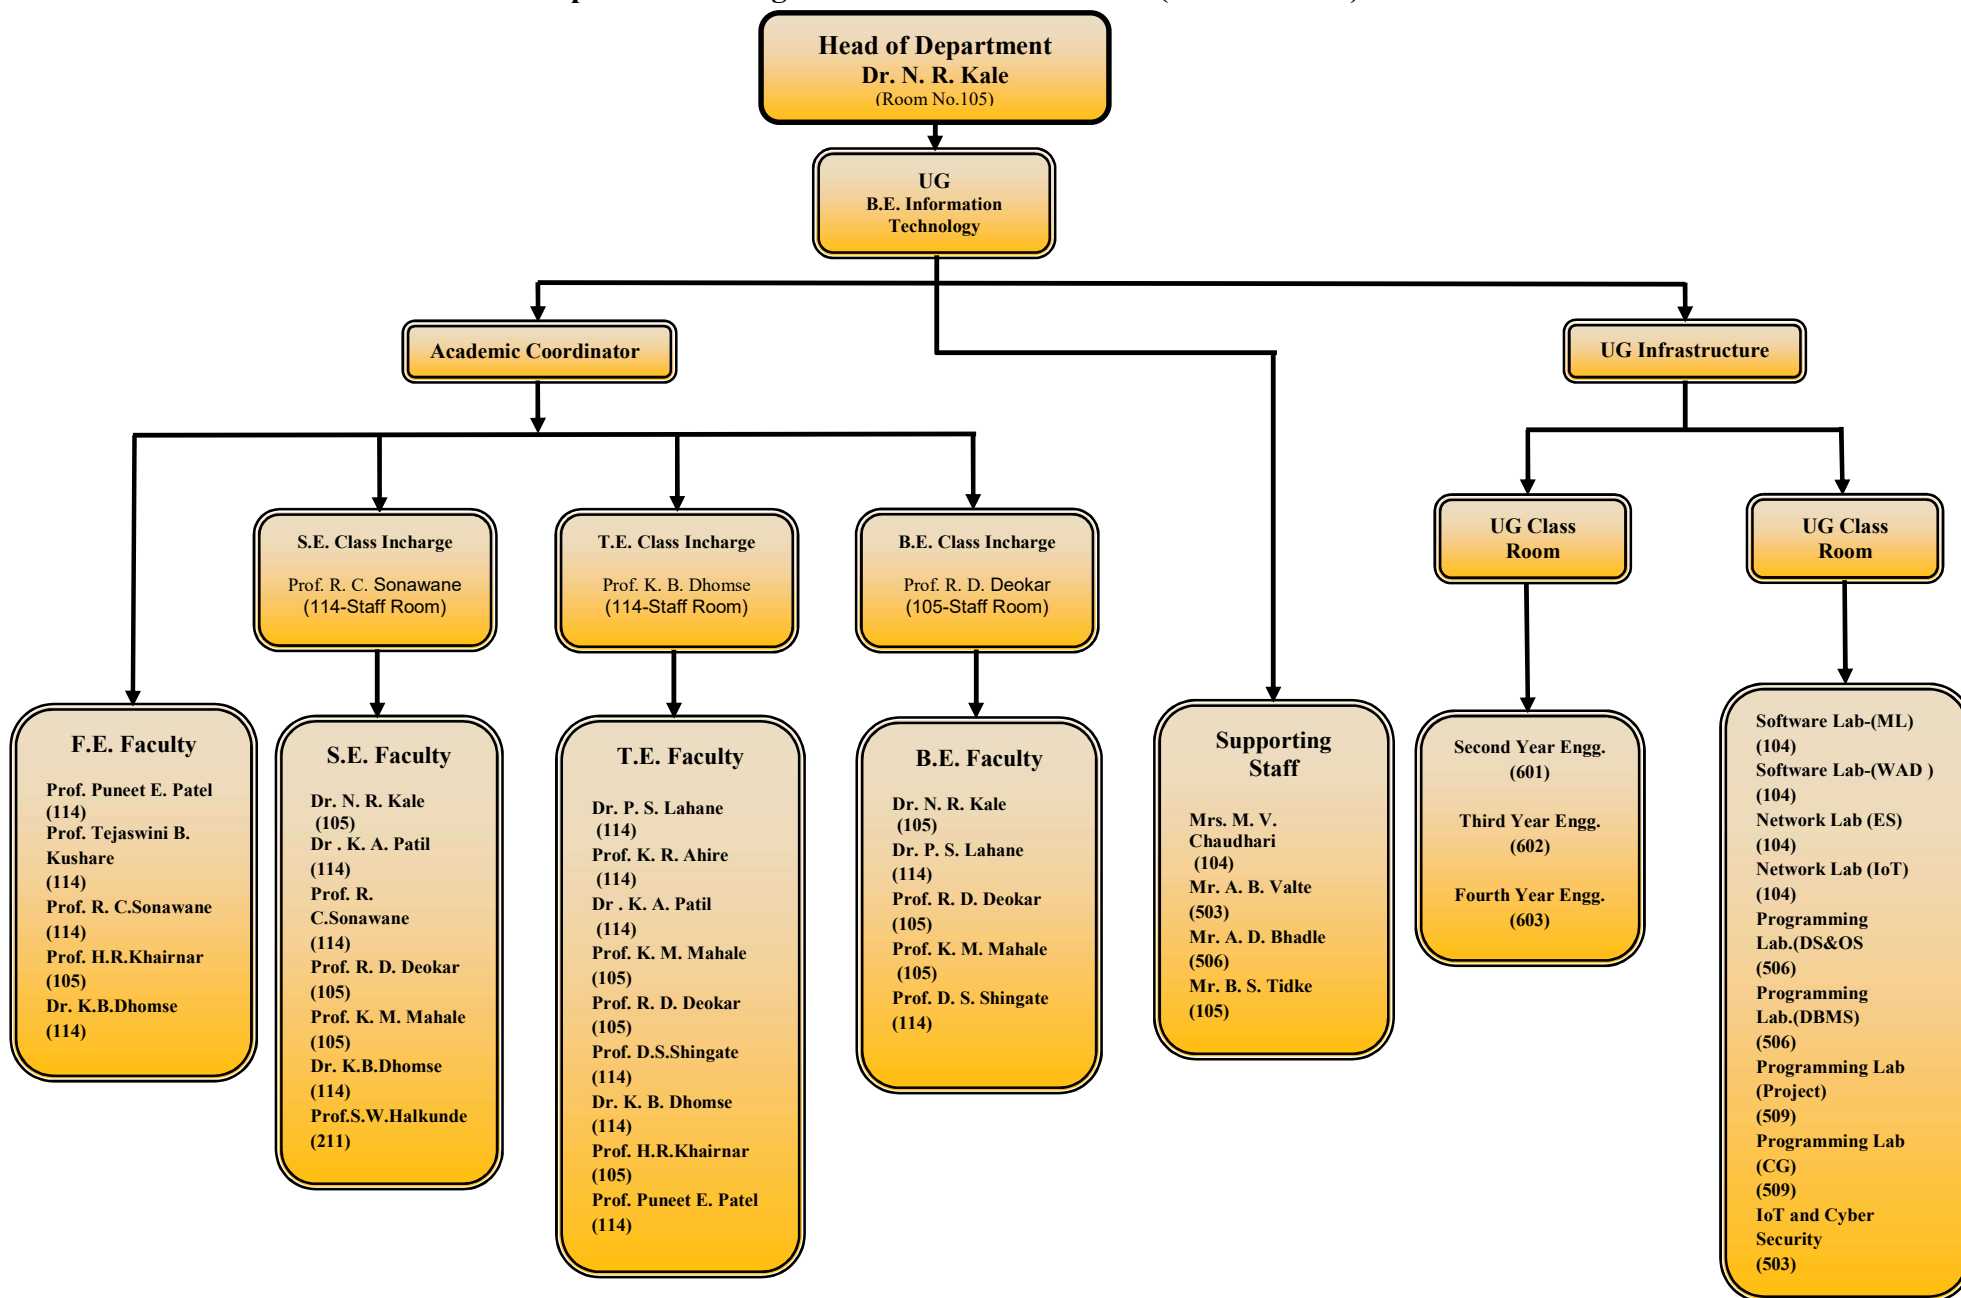 Head of Department
Dr. N. R. Kale
(Room No.105)
UG
B.E. Information
Technology
Academic Coordinator
UG Infrastructure
S.E. Class Incharge
Prof. R. C. Sonawane
(114-Staff Room)
T.E. Class Incharge
Prof. K. B. Dhomse
(114-Staff Room)
B.E. Class Incharge
Prof. R. D. Deokar
(105-Staff Room)
UG Class
Room
UG Class
Room
F.E. Faculty
Prof. Puneet E. Patel
(114)
Prof. Tejaswini B.
Kushare
(114)
Prof. R. C.Sonawane
(114)
Prof. H.R.Khairnar
(105)
Dr. K.B.Dhomse
(114)
S.E. Faculty
Dr. N. R. Kale
(105)
Dr . K. A. Patil
(114)
Prof. R.
C.Sonawane
(114)
Prof. R. D. Deokar
(105)
Prof. K. M. Mahale
(105)
Dr. K.B.Dhomse
(114)
Prof.S.W.Halkunde
(211)
T.E. Faculty
Dr. P. S. Lahane
(114)
Prof. K. R. Ahire
(114)
Dr . K. A. Patil
(114)
Prof. K. M. Mahale
(105)
Prof. R. D. Deokar
(105)
Prof. D.S.Shingate
(114)
Dr. K. B. Dhomse
(114)
Prof. H.R.Khairnar
(105)
Prof. Puneet E. Patel
(114)
B.E. Faculty
Dr. N. R. Kale
(105)
Dr. P. S. Lahane
(114)
Prof. R. D. Deokar
(105)
Prof. K. M. Mahale
(105)
Prof. D. S. Shingate
(114)
Supporting
Staff
Mrs. M. V.
Chaudhari
(104)
Mr. A. B. Valte
(503)
Mr. A. D. Bhadle
(506)
Mr. B. S. Tidke
(105)
Second Year Engg.
(601)
Third Year Engg.
(602)
Fourth Year Engg.
(603)
Software Lab-(ML)
(104)
Software Lab-(WAD )
(104)
Network Lab (ES)
(104)
Network Lab (IoT)
(104)
Programming
Lab.(DS&OS
(506)
Programming
Lab.(DBMS)
(506)
Programming Lab
(Project)
(509)
Programming Lab
(CG)
(509)
IoT and Cyber
Security
(503)